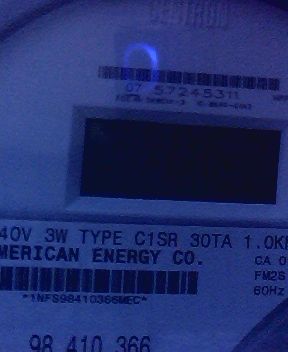 CENTRON
07 57245311
40V 3W TYPE C1SR 30TA 1.0K
MERICAN ENERGY CO.
CA 0
FM2S
60Hz
*1NFS98410366MEC*
98 410 366